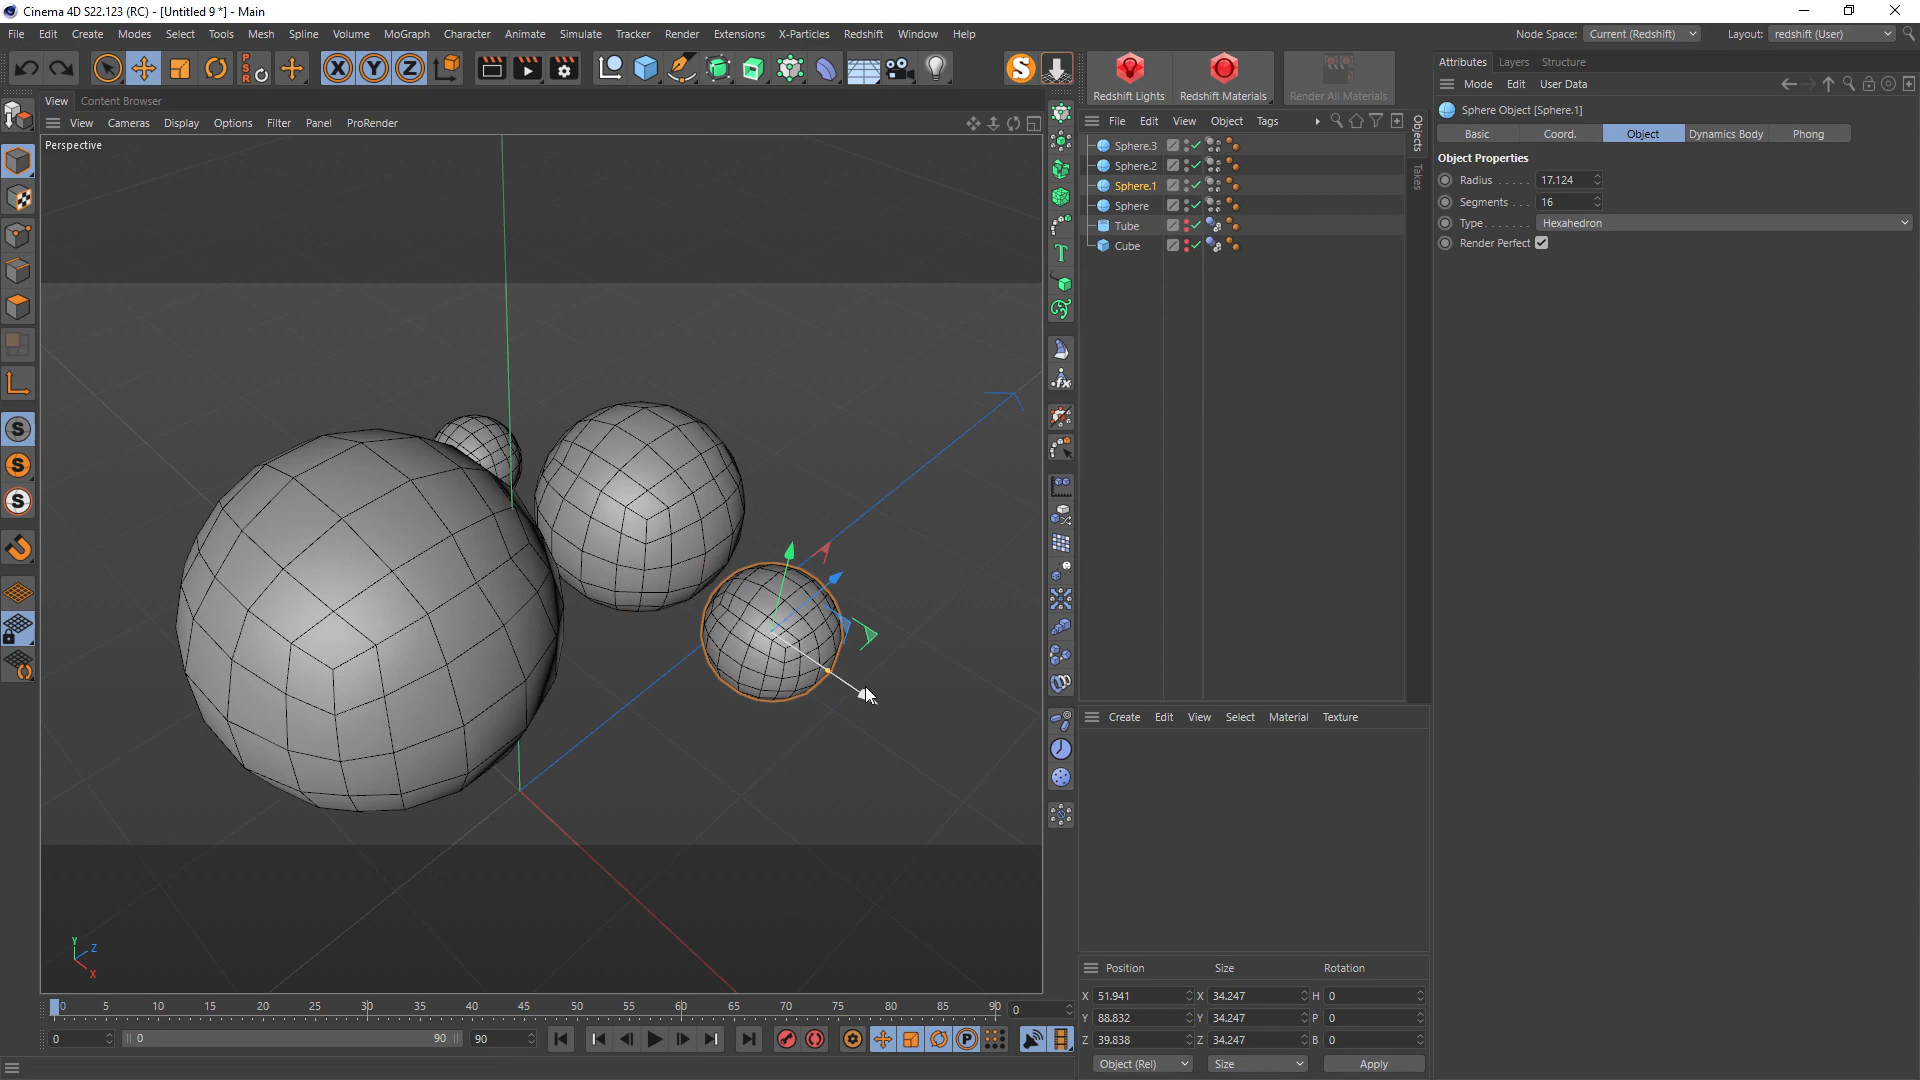 Cinema 4D S22.123 (RC) - [Untitled 9 *] - Main
File Edit Create Modes Select Tools Mesh Spline Volume MoGraph Character Animate Simulate Tracker Render Extensions X-Particles Redshift Window Help
Node Space: Current (Redshift) Layout: redshift (User)
PSR X Y Z S
Redshift Lights Redshift Materials Render All Materials
Attributes Layers Structure
Mode Edit User Data
View Content Browser
View Cameras Display Options Filter Panel ProRender
Perspective
File Edit View Object Tags
Objects
Takes
Sphere.3
Sphere.2
Sphere.1
Sphere
Tube
Cube
Sphere Object [Sphere.1]
Basic Coord. Object Dynamics Body Phong
Object Properties
Radius . . . . . 17.124
Segments . . . 16
Type. . . . . . . Hexahedron
Render Perfect
S
S
S
T
fx
Create Edit View Select Material Texture
Y
Z
X
Position Size Rotation
X 51.941 X 34.247 H 0
Y 88.832 Y 34.247 P 0
Z 39.838 Z 34.247 B 0
Object (Rel) Size Apply
0 5 10 15 20 25 30 35 40 45 50 55 60 65 70 75 80 85 90 0
0 0 90 90
P